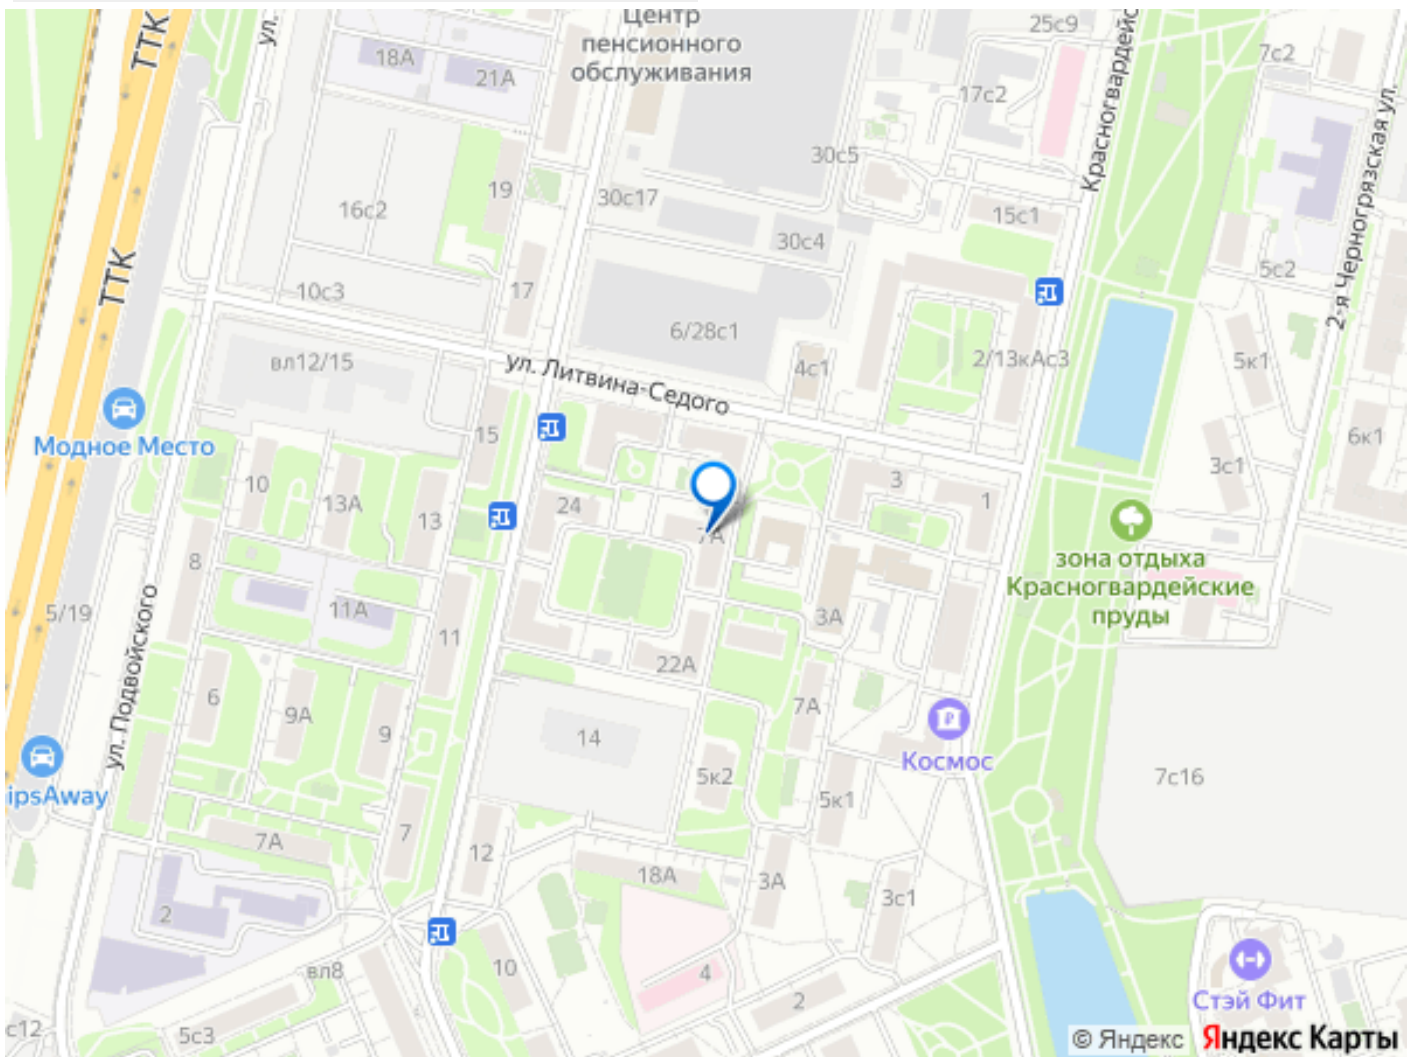 Центр
пенсионного
обслуживания
ТТК
ул.
18А
21А
25с9
Красногвардейс
7с2
17с2
30с5
2-я Черногрязская ул.
19
16с2
30с17
15с1
30с4
5с2
ТТК
10с3
17
6/28с1
2/13кАс3
5к1
вл12/15
ул. Литвина-Седого
4с1
Модное Место
15
6к1
3с1
10
13А
13
24
3
1
7А
зона отдыха
Красногвардейские
пруды
8
5/19
11А
11
3А
ул. Подвойского
22А
6
9А
9
7А
14
Космос
ipsAway
5к2
5к1
7с16
7А
7
12
18А
3А
3с1
2
вл8
10
4
2
Стэй Фит
с12
5с3
© Яндекс
Яндекс Карты